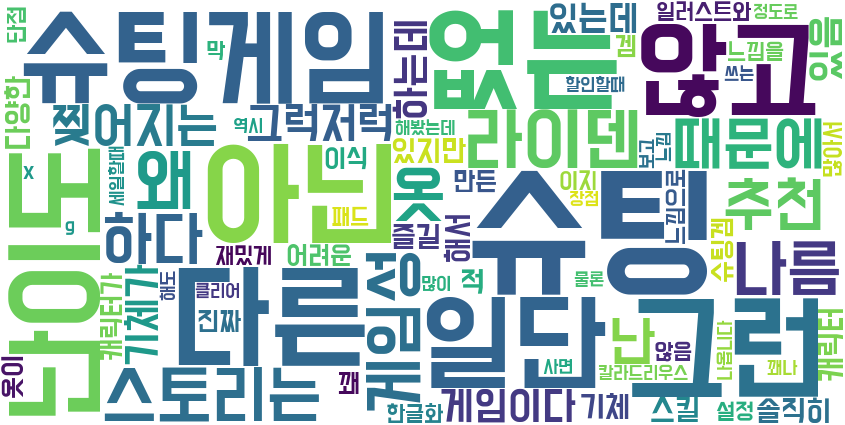 단점
슈팅게임
막
없는
있는데
겜
할인할때
일러스트와
정도로
느낌을
쓰는
않고
있음
다양한
찢어지는
그럭저럭
하는데
역시
해봤는데
있지만
라이덴
때문에
보고
느낌
많음
x
세일할때
왜
아닌
이식
옷
만든
이지
장점
추천
g
난이도
하다
패드
즐길
해서
슈팅
느낌으로
슈팅겜
나름
재밌게
어려운
캐릭터가
기체가
해도
클리어
다른
게임성
많이
적
물론
나옵니다
캐릭터
진짜
일단
난
않음
그런
옷이
스토리는
꽤
사면
칼라드리우스
꽤나
한글화
게임이다
기체
스킬
설정
솔직히